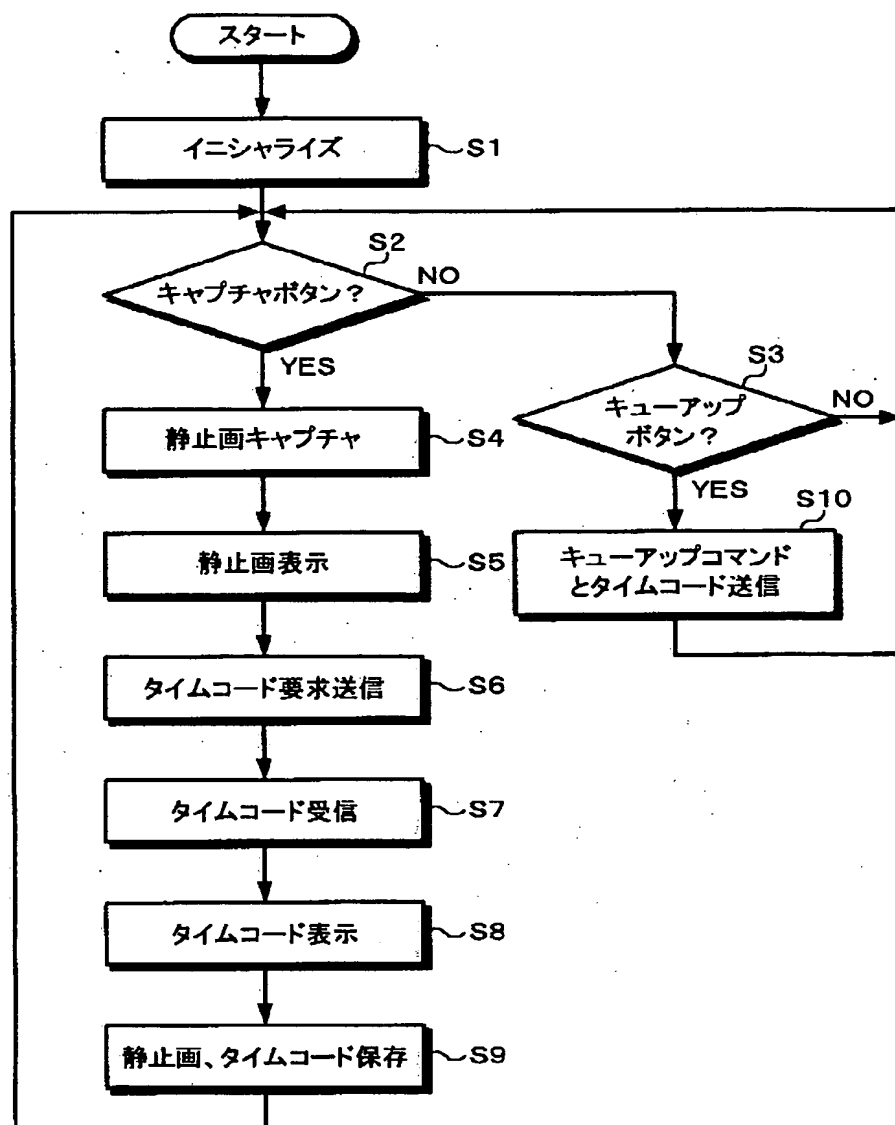 スタート
イニシャライズ
S1
S2
キャプチャボタン？
NO
YES
S3
キューアップ
ボタン？
NO
YES
静止画キャプチャ
S4
S10
キューアップコマンド
とタイムコード送信
静止画表示
S5
タイムコード要求送信
S6
タイムコード受信
S7
タイムコード表示
S8
静止画、タイムコード保存
S9